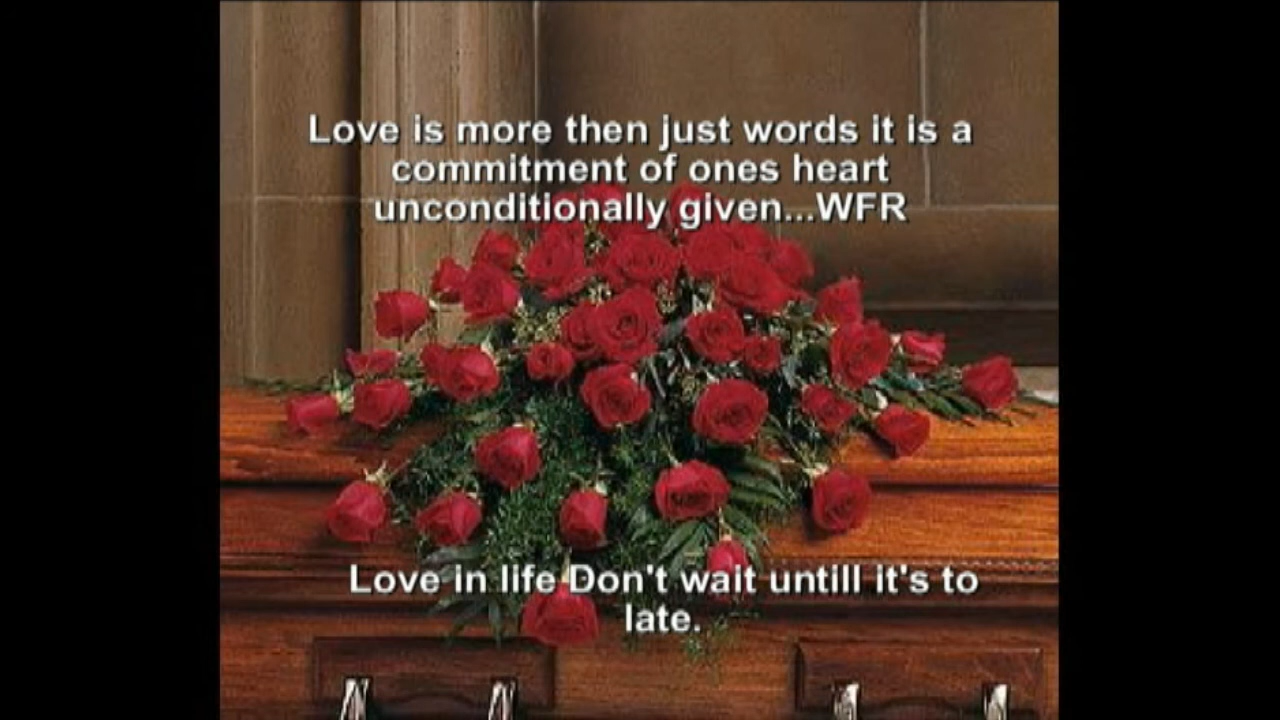 Love is more then just words it is a
commitment of ones heart
unconditionally given...WFR
Love in life Don't wait untill it's to
late.